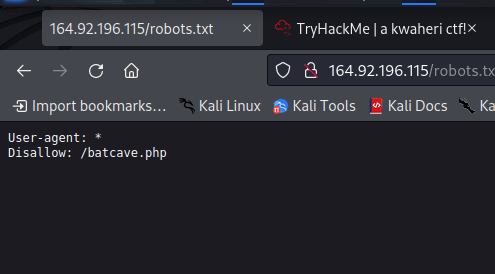 164.92.196.115/robots.txt
TryHackMe | a kwaheri ctf!
164.92.196.115/robots.tx
Import bookmarks... Kali Linux Kali Tools Kali Docs Ka
User-agent: *
Disallow: /batcave.php